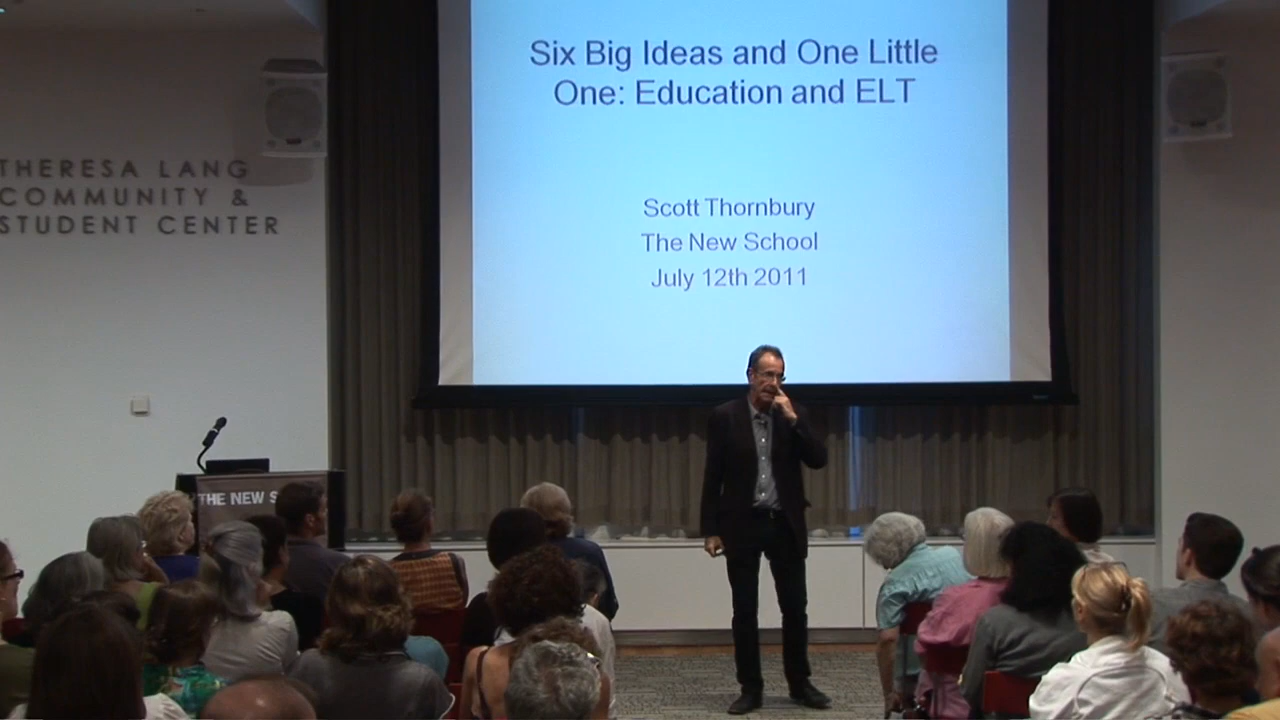 Six Big Ideas and One Little
One: Education and ELT
Scott Thornbury
The New School
July 12th 2011
THERESA LANG
COMMUNITY &
STUDENT CENTER
THE NEW S